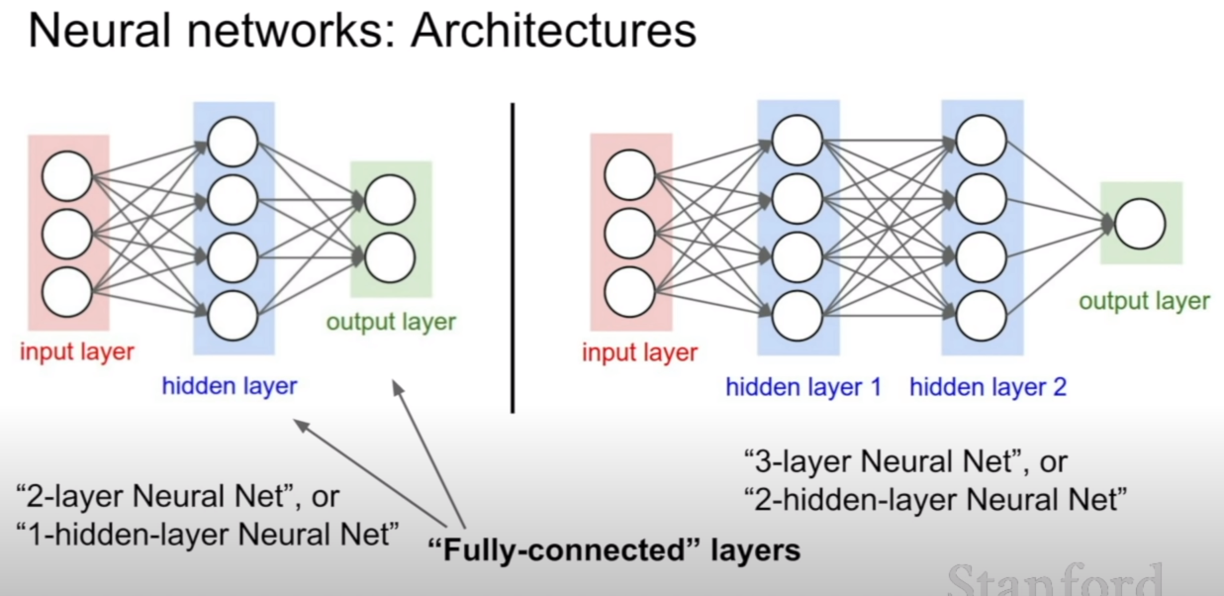 Neural networks: Architectures
input layer
hidden layer
output layer
"2-layer Neural Net", or
"1-hidden-layer Neural Net"
"Fully-connected" layers
input layer
hidden layer 1
hidden layer 2
output layer
"3-layer Neural Net", or
"2-hidden-layer Neural Net"
Stanford